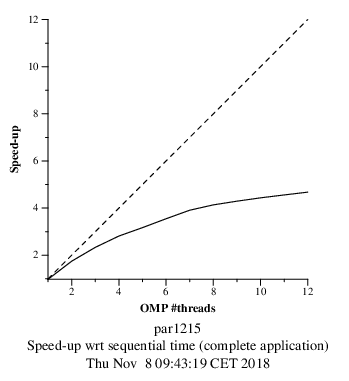 12
10
8
6
4
2
Speed-up
2 4 6 8 10 12
OMP #threads
par1215
Speed-up wrt sequential time (complete application)
Thu Nov 8 09:43:19 CET 2018